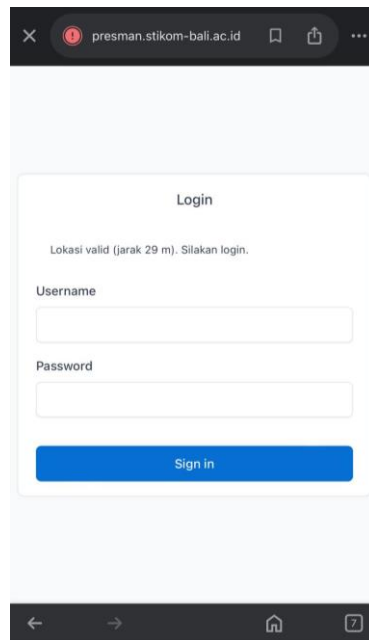 presman.stikom-bali.ac.id
Login
Lokasi valid (jarak 29 m). Silakan login.
Username
Password
Sign in
7